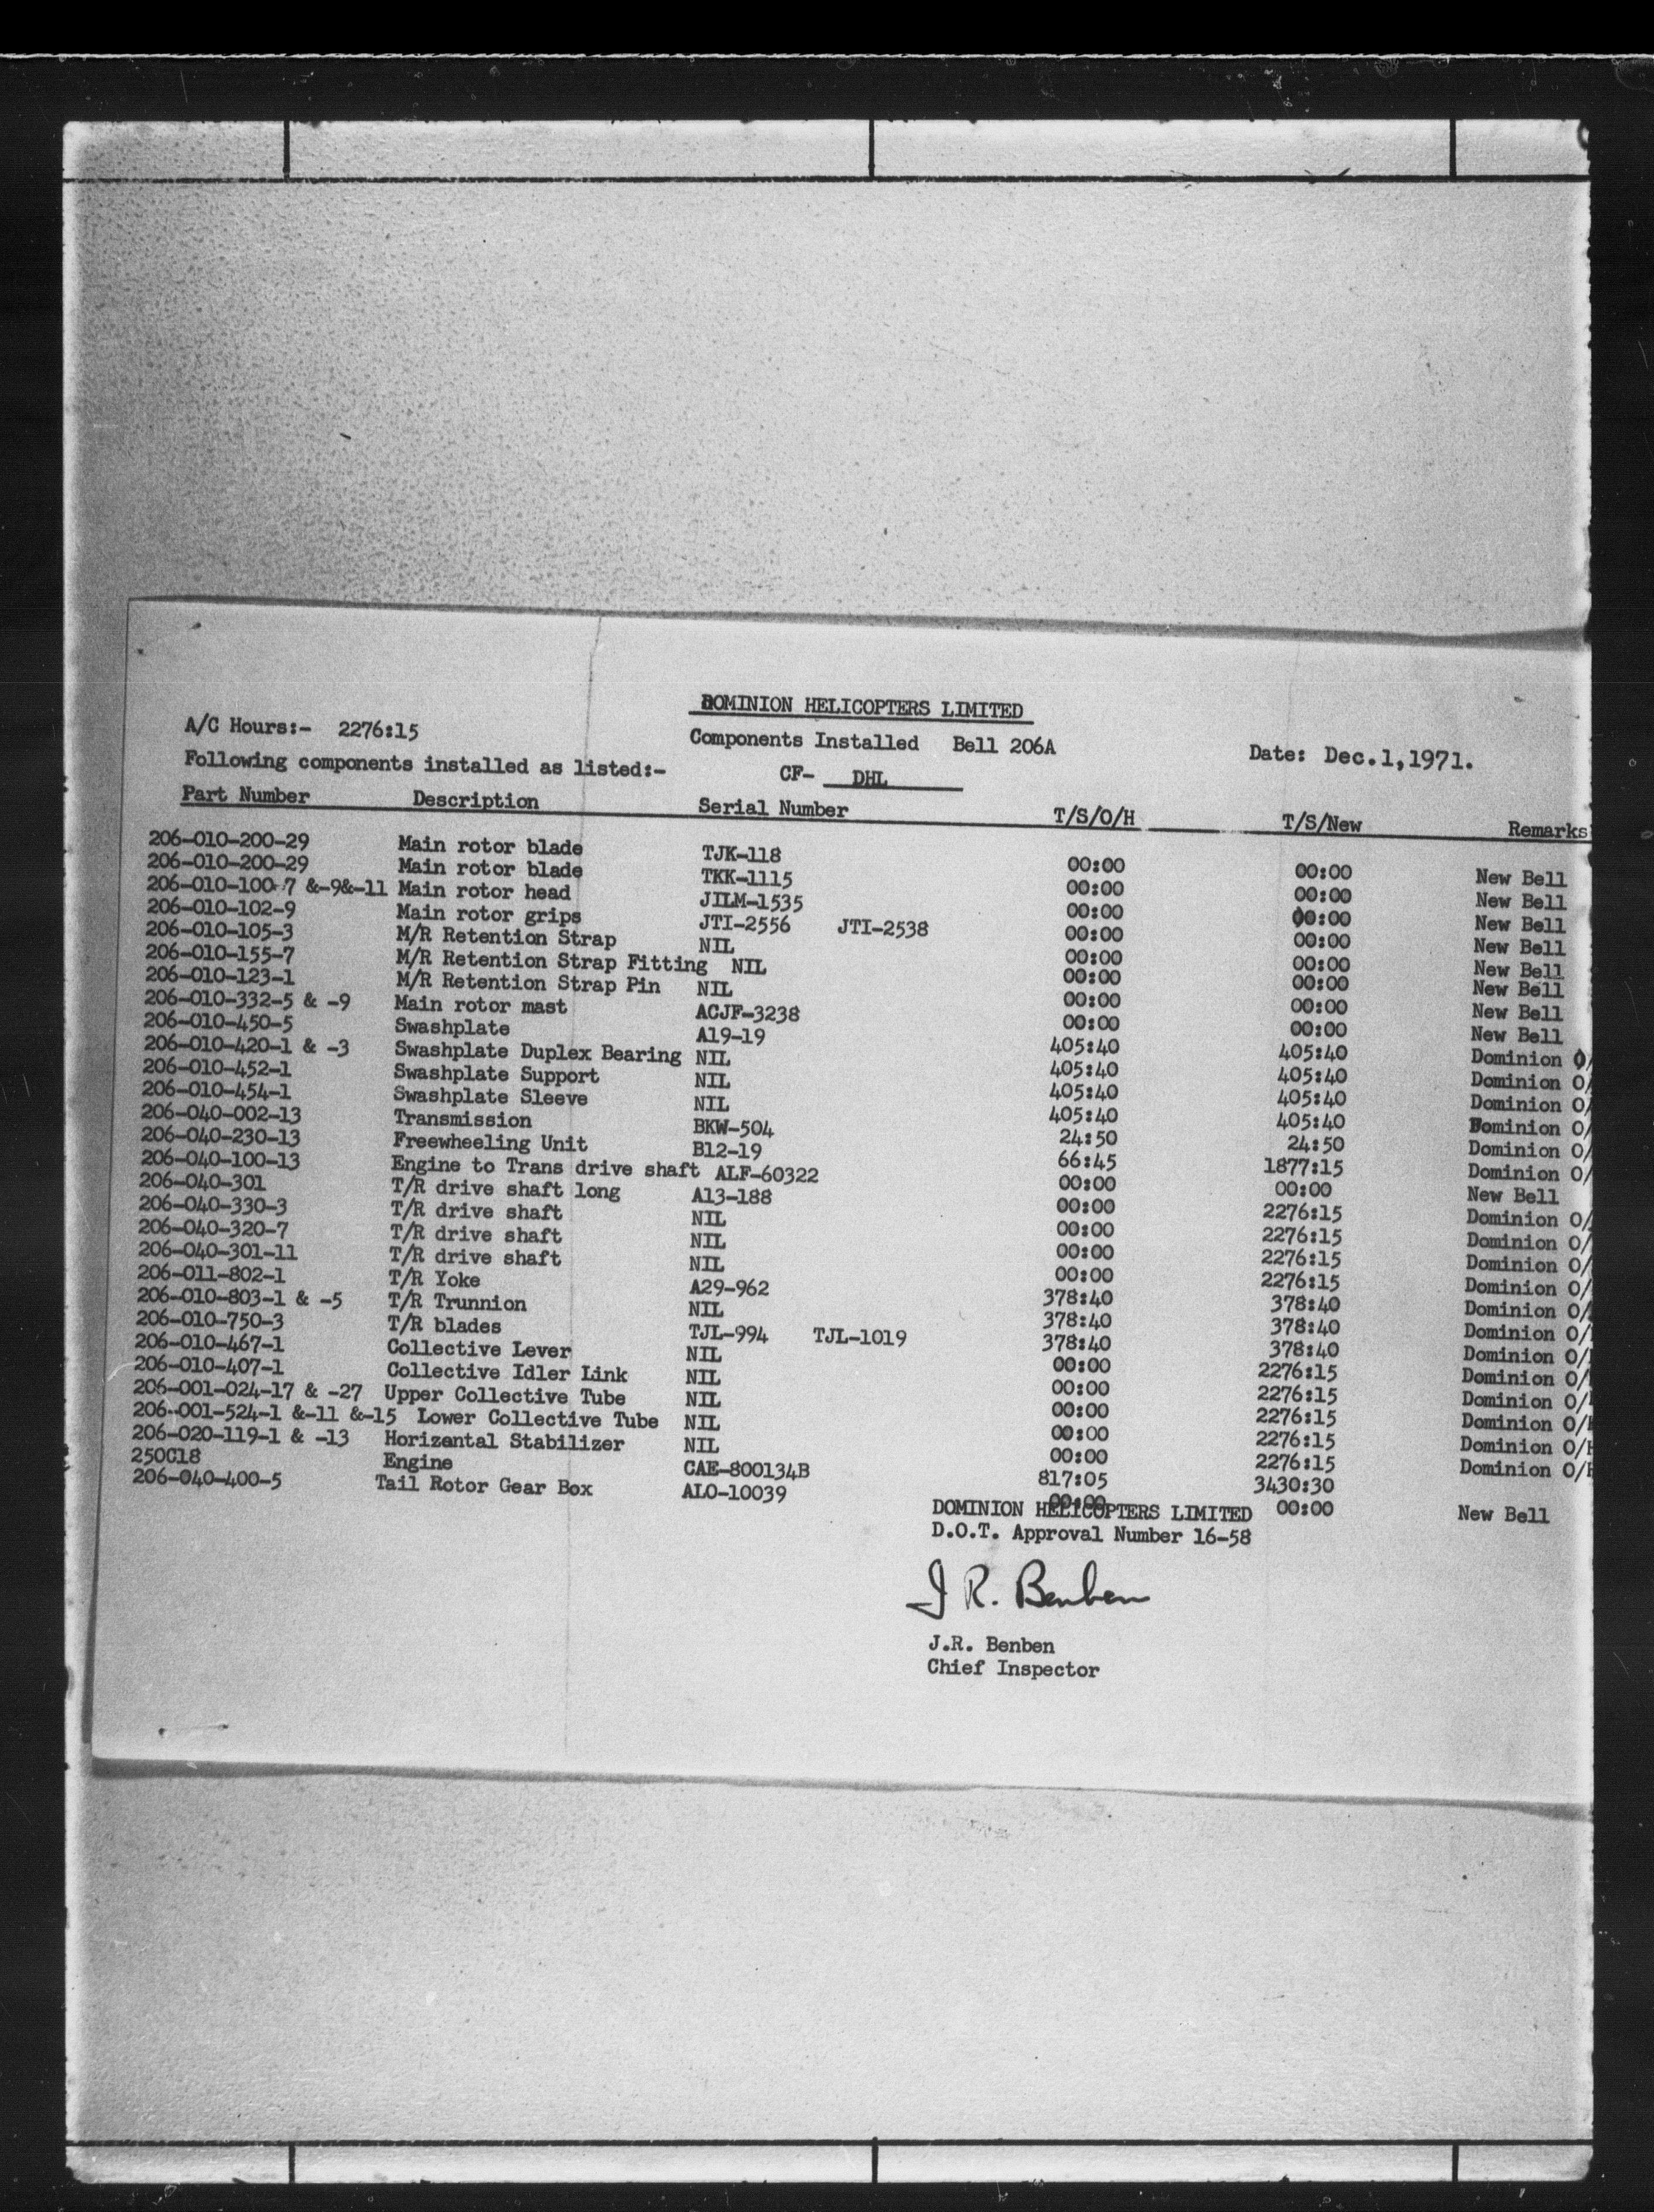 DOMINION HELICOPTERS LIMITED
A/C Hours:- 2276:15 Components Installed Bell 206A Date: Dec.1,1971.
Following components installed as listed:- CF- DHL
Part Number Description Serial Number T/S/O/H T/S/New Remarks
206-010-200-29 Main rotor blade TJK-118 00:00 00:00 New Bell
206-010-200-29 Main rotor blade TKK-1115 00:00 00:00 New Bell
206-010-100-7 &-9&-11 Main rotor head JILM-1535 00:00 00:00 New Bell
206-010-102-9 Main rotor grips JTI-2556 JTI-2538 00:00 00:00 New Bell
206-010-105-3 M/R Retention Strap NIL 00:00 00:00 New Bell
206-010-155-7 M/R Retention Strap Fitting NIL 00:00 00:00 New Bell
206-010-123-1 M/R Retention Strap Pin NIL 00:00 00:00 New Bell
206-010-332-5 & -9 Main rotor mast ACJF-3238 00:00 00:00 New Bell
206-010-450-5 Swashplate A19-19 405:40 405:40 Dominion O/
206-010-420-1 & -3 Swashplate Duplex Bearing NIL 405:40 405:40 Dominion O/
206-010-452-1 Swashplate Support NIL 405:40 405:40 Dominion O/
206-010-454-1 Swashplate Sleeve NIL 405:40 405:40 Dominion O/
206-040-002-13 Transmission BKW-504 24:50 24:50 Dominion O/
206-040-230-13 Freewheeling Unit B12-19 66:45 1877:15 Dominion O/
206-040-100-13 Engine to Trans drive shaft ALF-60322 00:00 00:00 New Bell
206-040-301 T/R drive shaft long A13-188 00:00 2276:15 Dominion O/
206-040-330-3 T/R drive shaft NIL 00:00 2276:15 Dominion O/
206-040-320-7 T/R drive shaft NIL 00:00 2276:15 Dominion O/
206-040-301-11 T/R drive shaft NIL 00:00 2276:15 Dominion O/
206-011-802-1 T/R Yoke A29-962 378:40 378:40 Dominion O/
206-010-803-1 & -5 T/R Trunnion NIL 378:40 378:40 Dominion O/
206-010-750-3 T/R blades TJL-994 TJL-1019 378:40 378:40 Dominion O/
206-010-467-1 Collective Lever NIL 00:00 2276:15 Dominion O/
206-010-407-1 Collective Idler Link NIL 00:00 2276:15 Dominion O/
206-001-024-17 & -27 Upper Collective Tube NIL 00:00 2276:15 Dominion O/
206-001-524-1 &-11 &-15 Lower Collective Tube NIL 00:00 2276:15 Dominion O/H
206-020-119-1 & -13 Horizental Stabilizer NIL 00:00 2276:15 Dominion O/H
250C18 Engine CAE-800134B 817:05 3430:30
206-040-400-5 Tail Rotor Gear Box ALO-10039 00:00 00:00 New Bell
DOMINION HELICOPTERS LIMITED
D.O.T. Approval Number 16-58
J R. Benben
J.R. Benben
Chief Inspector